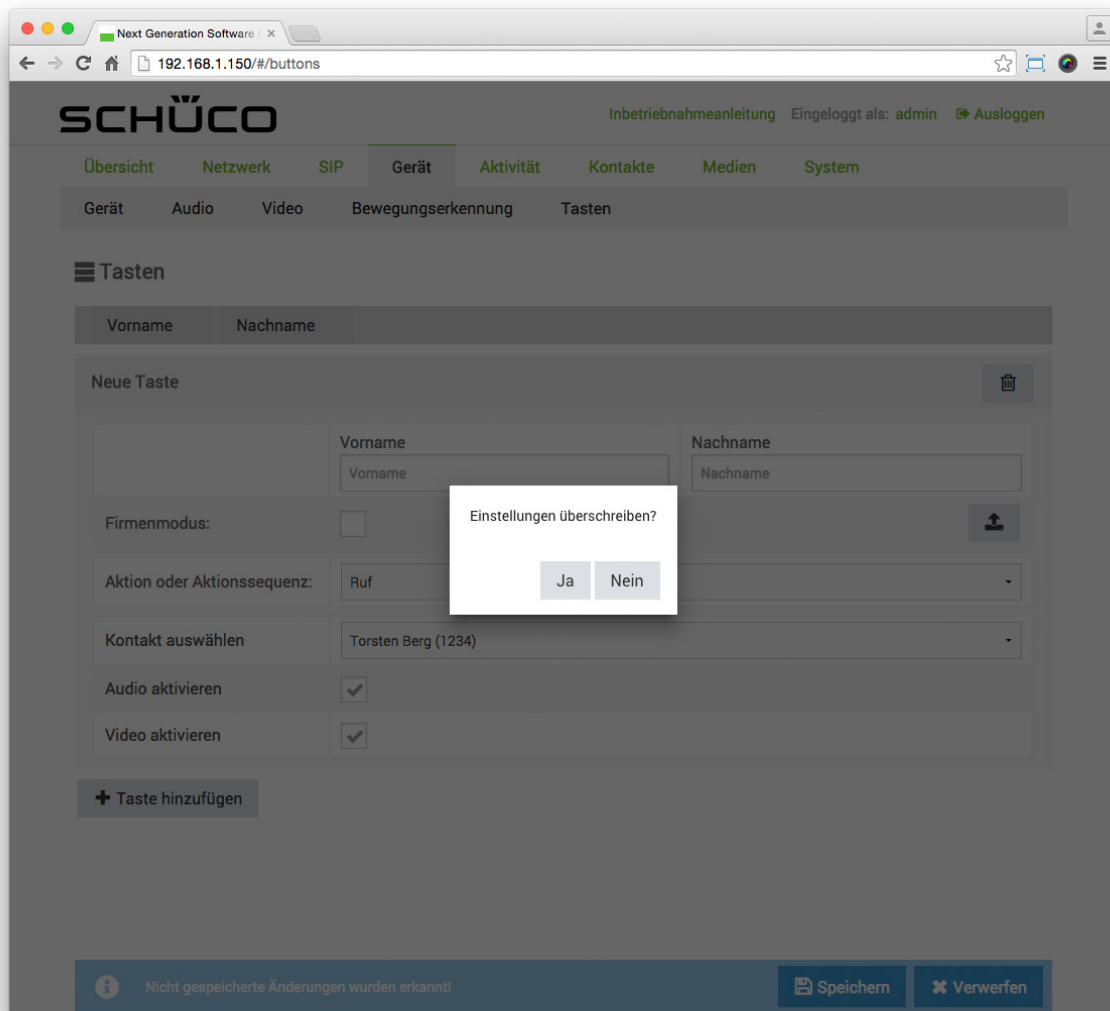 Next Generation Software
192.168.1.150/#/buttons
SCHÜCO
Inbetriebnahmeanleitung Eingeloggt als: admin Ausloggen
Übersicht Netzwerk SIP Gerät Aktivität Kontakte Medien System
Gerät Audio Video Bewegungserkennung Tasten
Tasten
Vorname Nachname
Neue Taste
Vorname Nachname
Vorname Nachname
Einstellungen überschreiben?
Firmenmodus:
Ja Nein
Aktion oder Aktionssequenz: Ruf
Kontakt auswählen Torsten Berg (1234)
Audio aktivieren
Video aktivieren
Taste hinzufügen
Nicht gespeicherte Änderungen wurden erkannt! Speichern Verwerfen